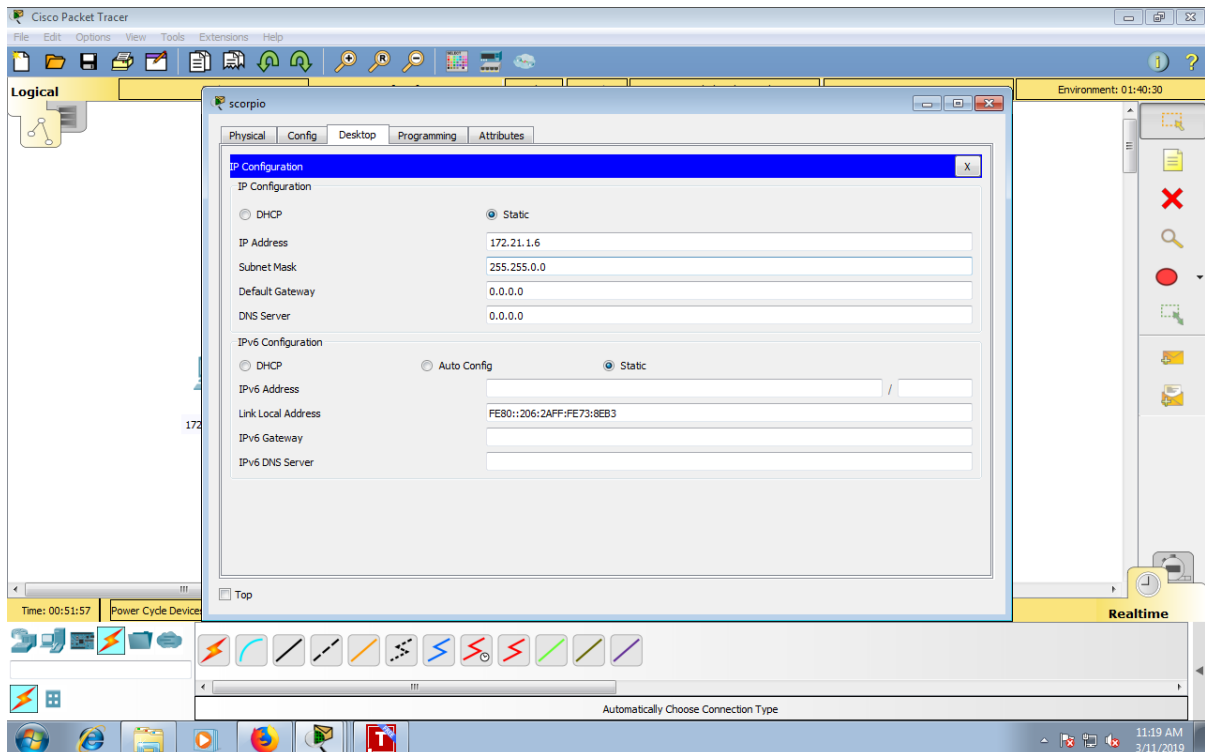 Cisco Packet Tracer
File Edit Options View Tools Extensions Help
Logical
Environment: 01:40:30
scorpio
Physical Config Desktop Programming Attributes
IP Configuration
X
IP Configuration
DHCP Static
IP Address 172.21.1.6
Subnet Mask 255.255.0.0
Default Gateway 0.0.0.0
DNS Server 0.0.0.0
IPv6 Configuration
DHCP Auto Config Static
IPv6 Address /
Link Local Address FE80::206:2AFF:FE73:8EB3
IPv6 Gateway
IPv6 DNS Server
172
Top
Time: 00:51:57 Power Cycle Device
Realtime
Automatically Choose Connection Type
11:19 AM
3/11/2019